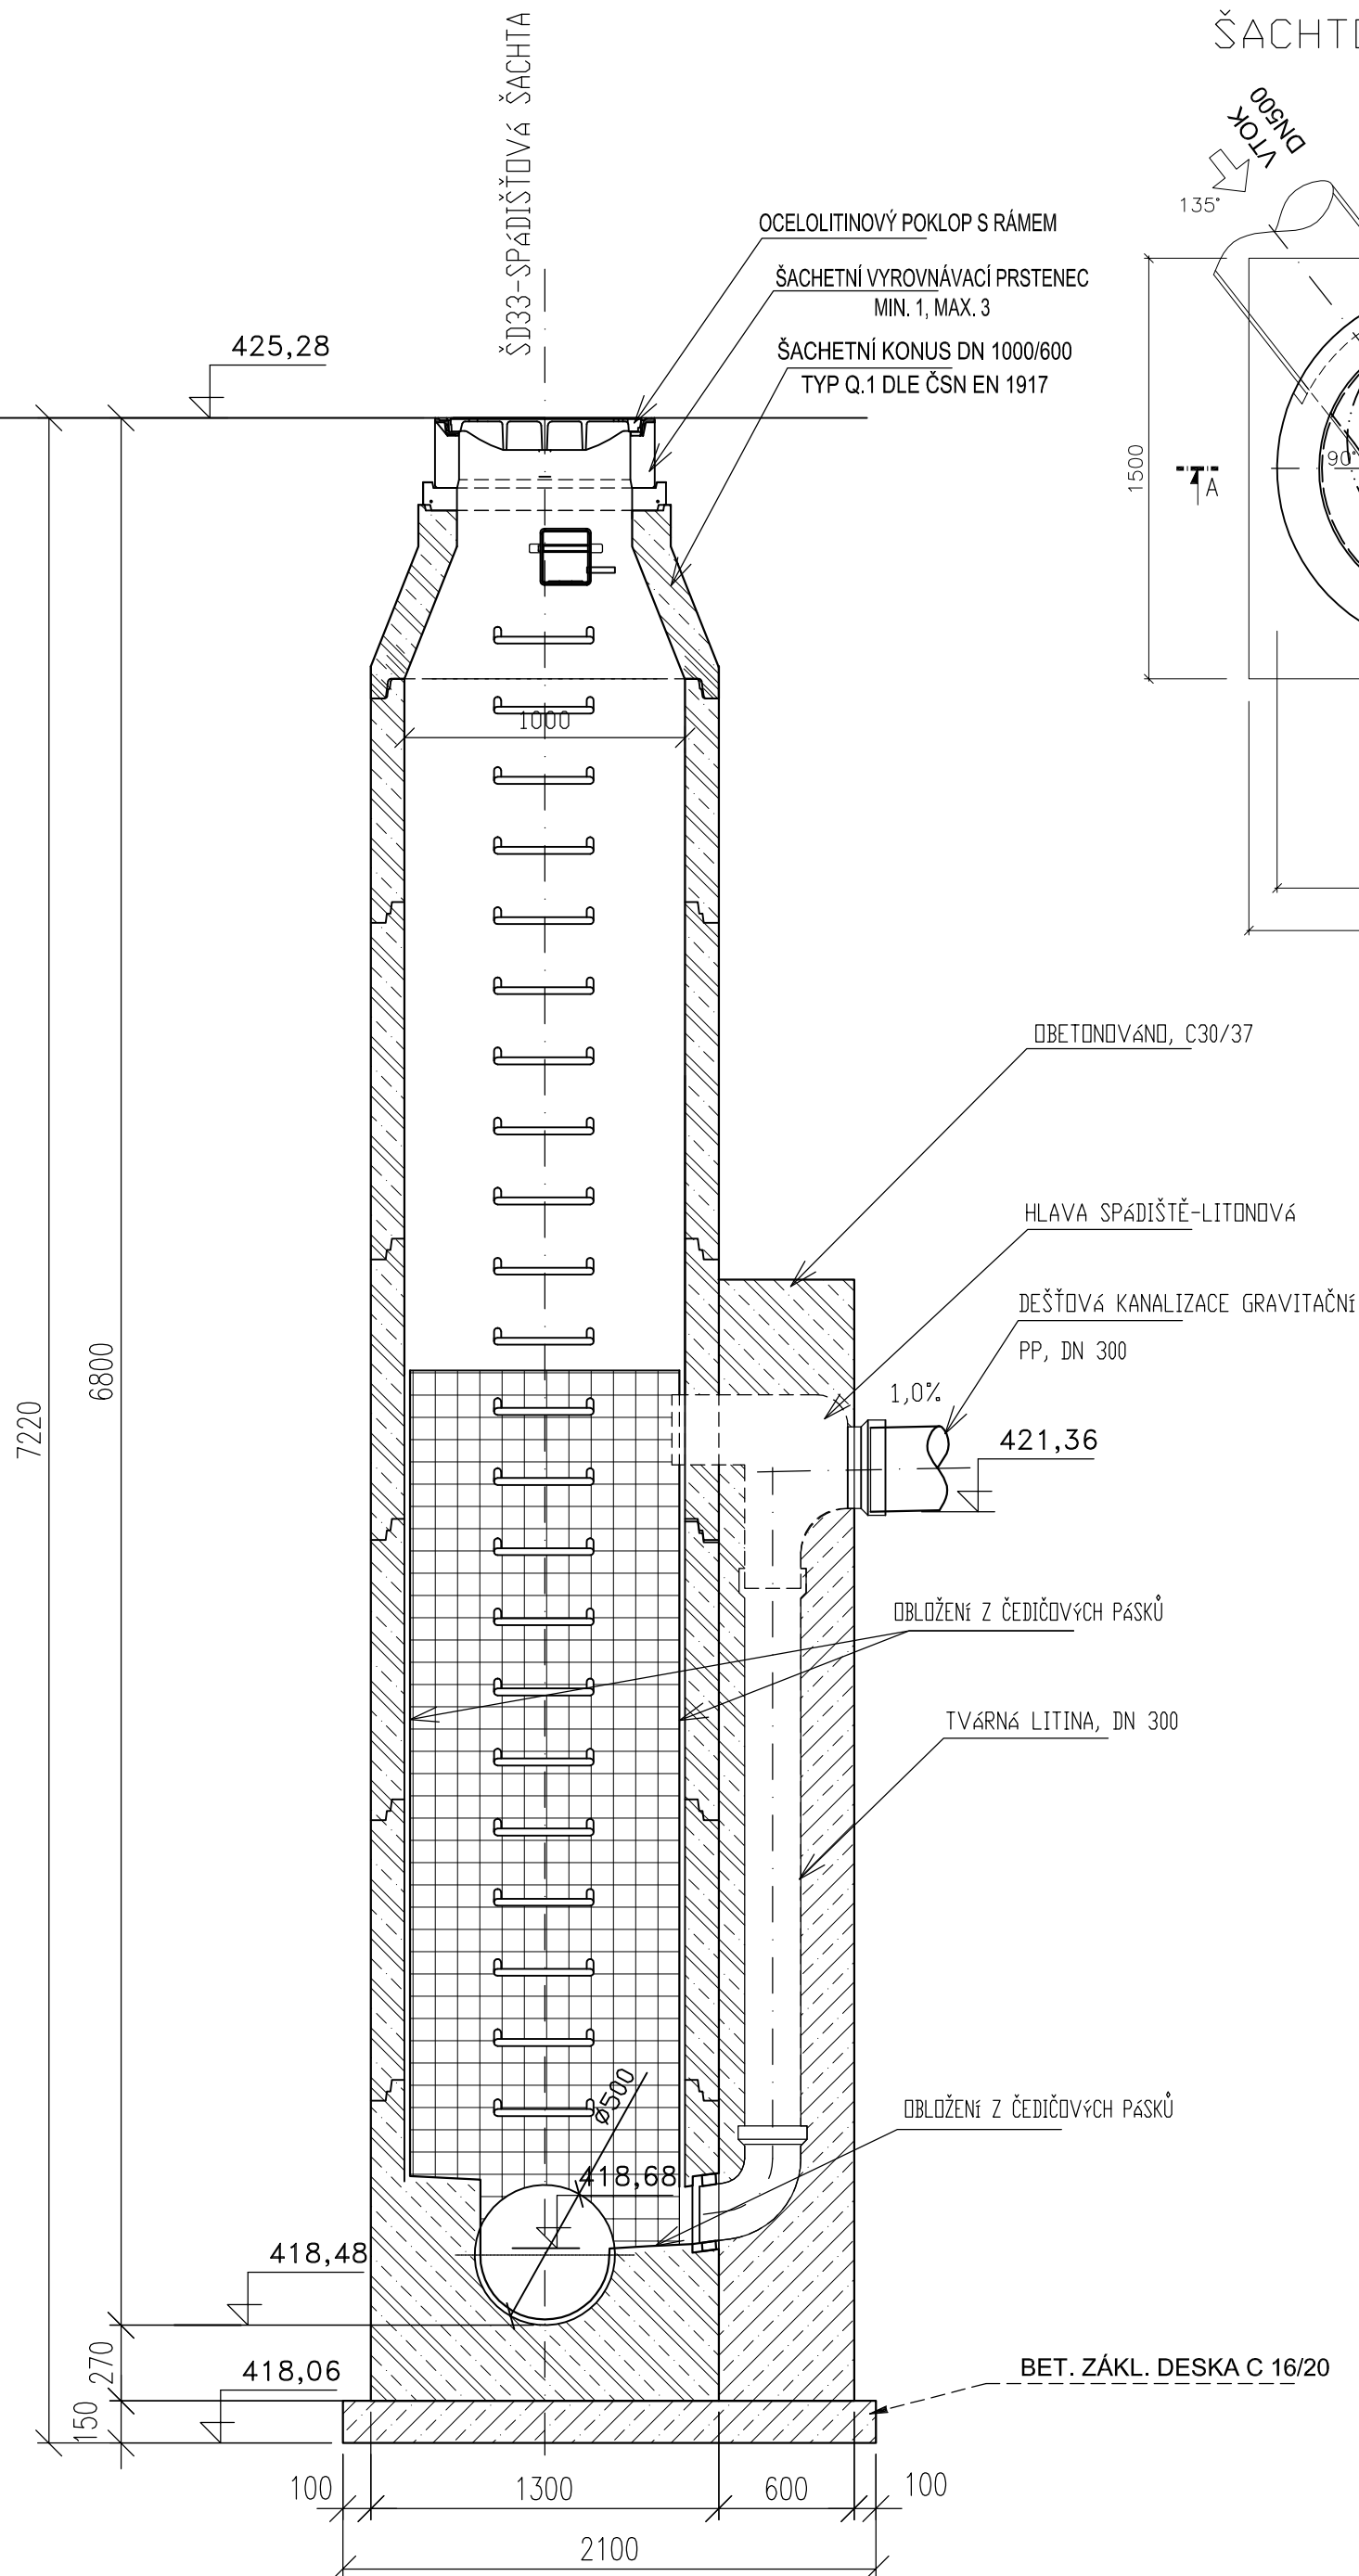 ŠD33-SPÁDIŠŤOVÁ ŠACHTA
VTOK
DN500
135°
OCELOLITINOVÝ POKLOP S RÁMEM
ŠACHETNÍ VYROVNÁVACÍ PRSTENEC
MIN. 1, MAX. 3
ŠACHETNÍ KONUS DN 1000/600
TYP Q.1 DLE ČSN EN 1917
425,28
1500
A
90°
1000
OBETONOVÁNO, C30/37
HLAVA SPÁDIŠTĚ-LITONOVÁ
DEŠŤOVÁ KANALIZACE GRAVITAČNÍ
PP, DN 300
1,0%
421,36
7220
6800
OBLOŽENÍ Z ČEDIČOVÝCH PÁSKŮ
TVÁRNÁ LITINA, DN 300
Ø500
OBLOŽENÍ Z ČEDIČOVÝCH PÁSKŮ
418,68
418,48
270
418,06
150
BET. ZÁKL. DESKA C 16/20
100
1300
600
100
2100